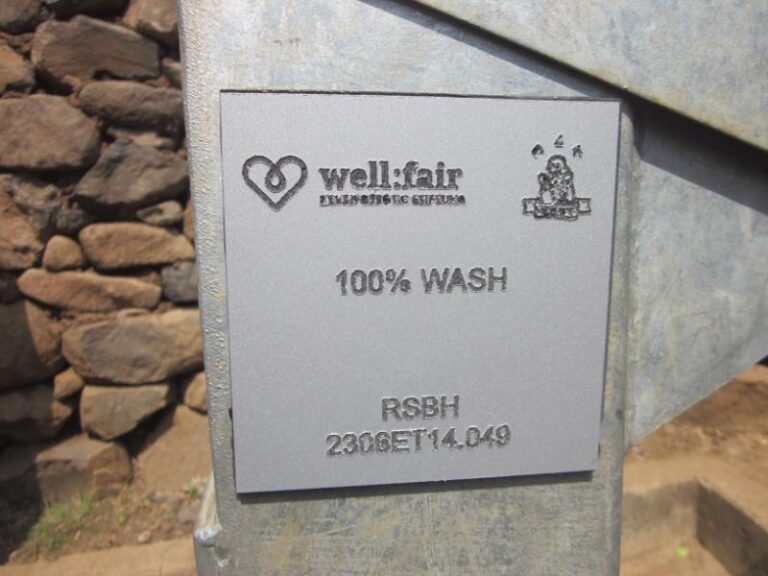 well:fair
100% WASH
RSBH
2306ET14.049